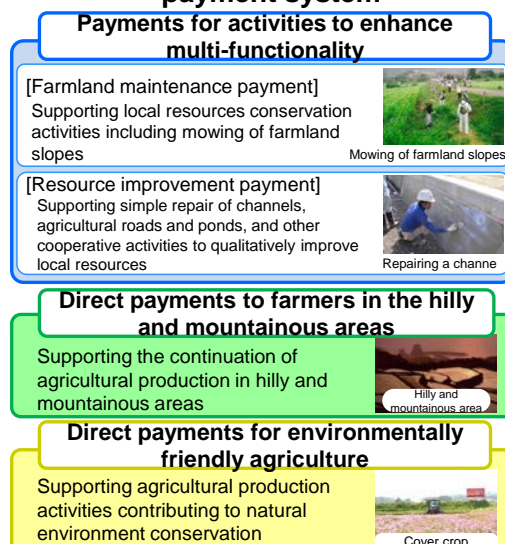 payment system
Payments for activities to enhance
multi-functionality
[Farmland maintenance payment]
Supporting local resources conservation
activities including mowing of farmland
slopes
Mowing of farmland slopes
[Resource improvement payment]
Supporting simple repair of channels,
agricultural roads and ponds, and other
cooperative activities to qualitatively improve
local resources
Repairing a channe
Direct payments to farmers in the hilly
and mountainous areas
Supporting the continuation of
agricultural production in hilly and
mountainous areas
Hilly and
mountainous area
Direct payments for environmentally
friendly agriculture
Supporting agricultural production
activities contributing to natural
environment conservation
Cover crop